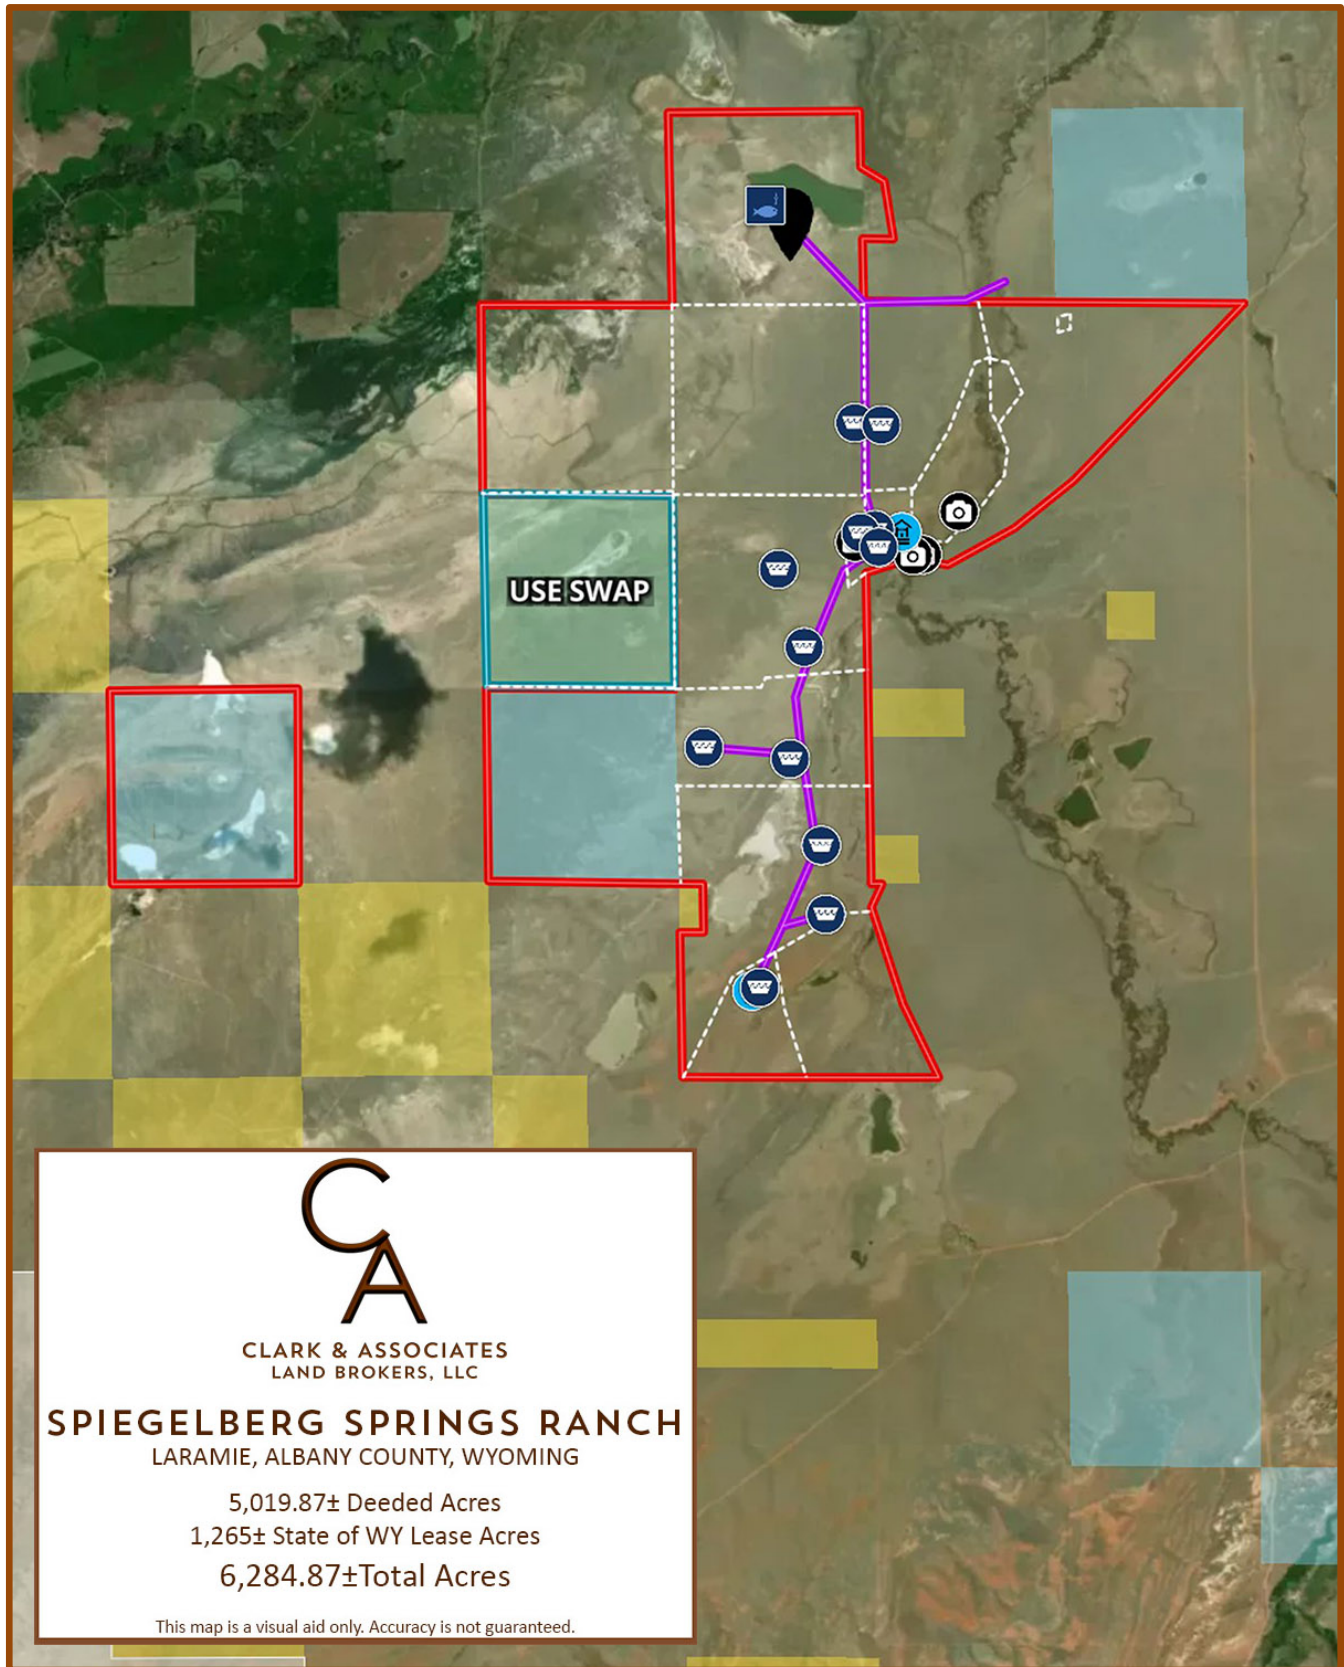 USE SWAP
CA
CLARK & ASSOCIATES
LAND BROKERS, LLC
SPIEGELBERG SPRINGS RANCH
LARAMIE, ALBANY COUNTY, WYOMING
5,019.87± Deeded Acres
1,265± State of WY Lease Acres
6,284.87±Total Acres
This map is a visual aid only. Accuracy is not guaranteed.